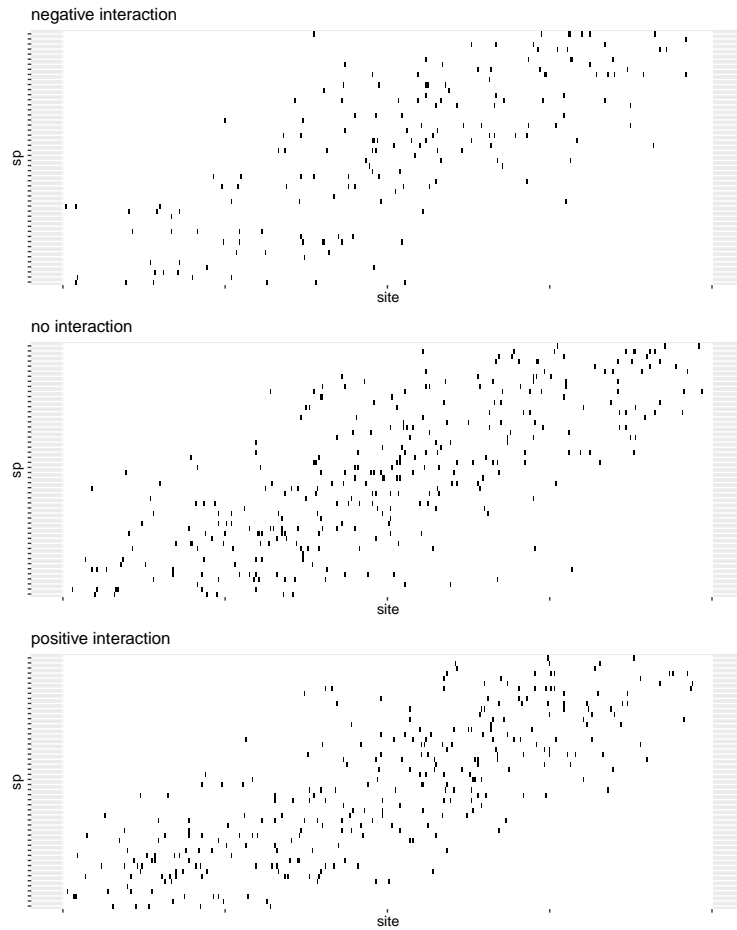 negative interaction
sp
site
no interaction
sp
site
positive interaction
sp
site